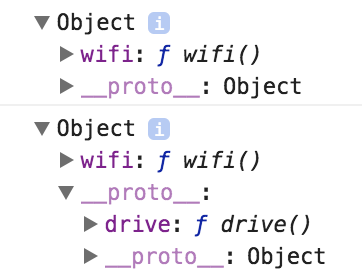 ▼Object i
▶wifi: ƒ wifi()
▶__proto__: Object
▼Object i
▶wifi: ƒ wifi()
▼__proto__:
▶drive: ƒ drive()
▶__proto__: Object